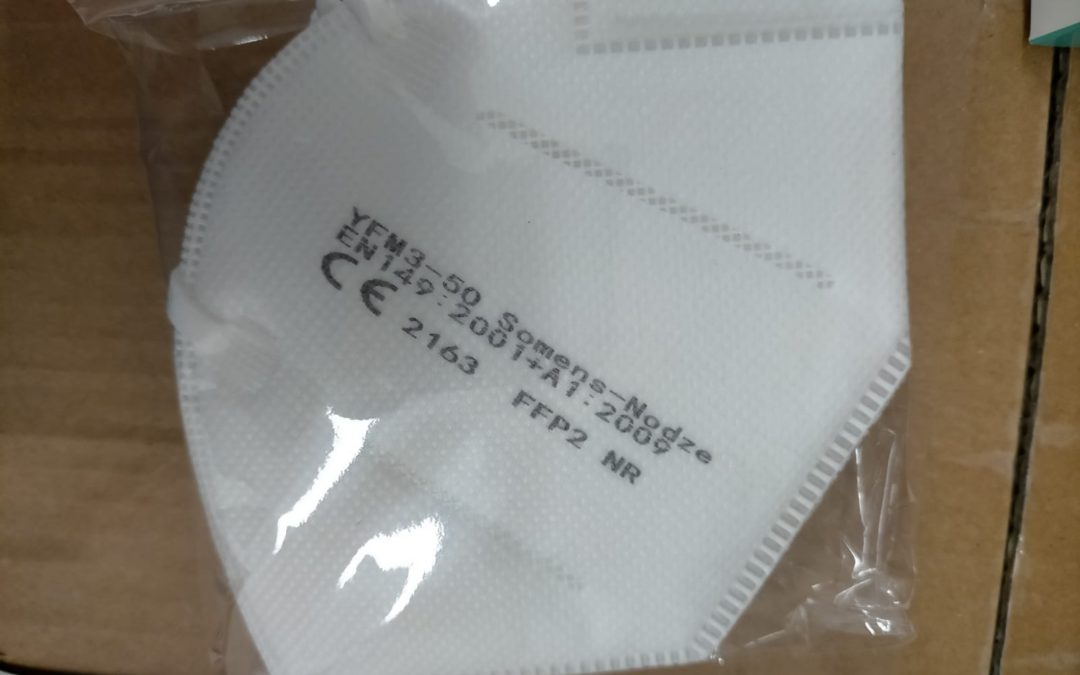 YFM3-50 Somens-Nodze
EN149:2001+A1:2009
CE 2163 FFP2 NR